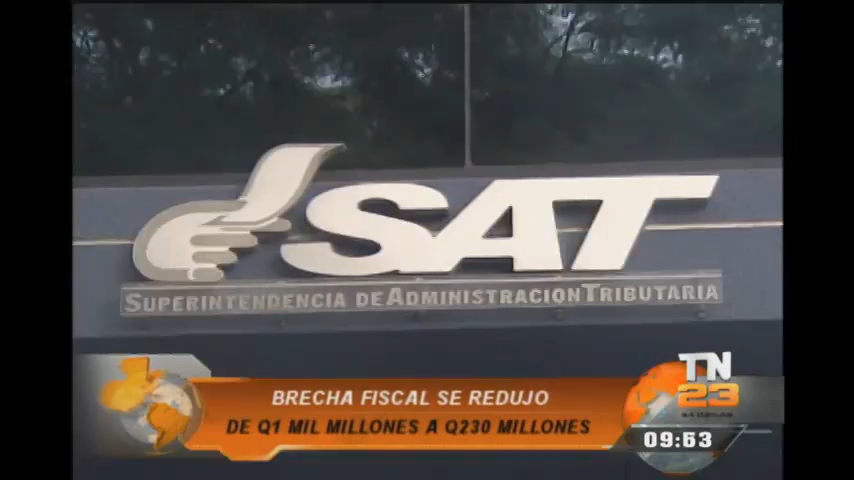 SAT
SUPERINTENDENCIA DE ADMINISTRACION TRIBUTARIA
BRECHA FISCAL SE REDUJO
DE Q1 MIL MILLONES A Q230 MILLONES
TN
23
09:53